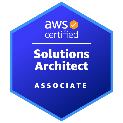 aws
certified
Solutions
Architect
ASSOCIATE